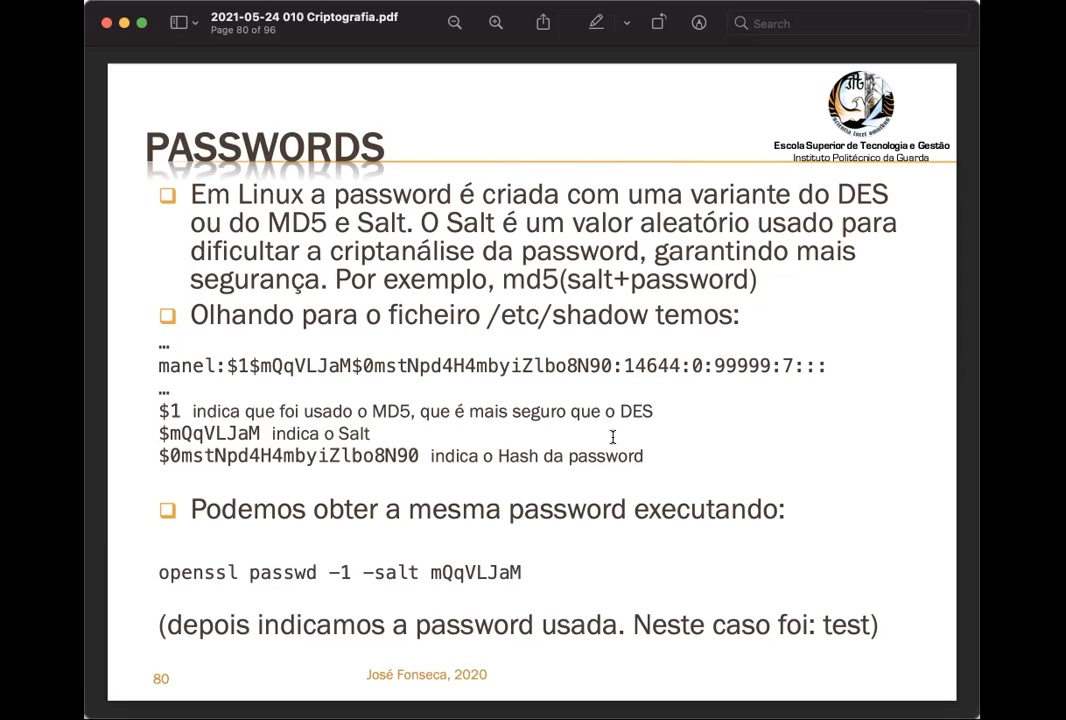 2021-05-24 010 Criptografia.pdf
Page 80 of 96
Search
Escola Superior de Tecnologia e Gestão
Instituto Politécnico da Guarda
PASSWORDS
Em Linux a password é criada com uma variante do DES
ou do MD5 e Salt. O Salt é um valor aleatório usado para
dificultar a criptanálise da password, garantindo mais
segurança. Por exemplo, md5(salt+password)
Olhando para o ficheiro /etc/shadow temos:
…
manel:$1$mQqVLJaM$0mstNpd4H4mbyiZlbo8N90:14644:0:99999:7:::
…
$1 indica que foi usado o MD5, que é mais seguro que o DES
$mQqVLJaM indica o Salt
$0mstNpd4H4mbyiZlbo8N90 indica o Hash da password
Podemos obter a mesma password executando:
openssl passwd –1 –salt mQqVLJaM
(depois indicamos a password usada. Neste caso foi: test)
80
José Fonseca, 2020